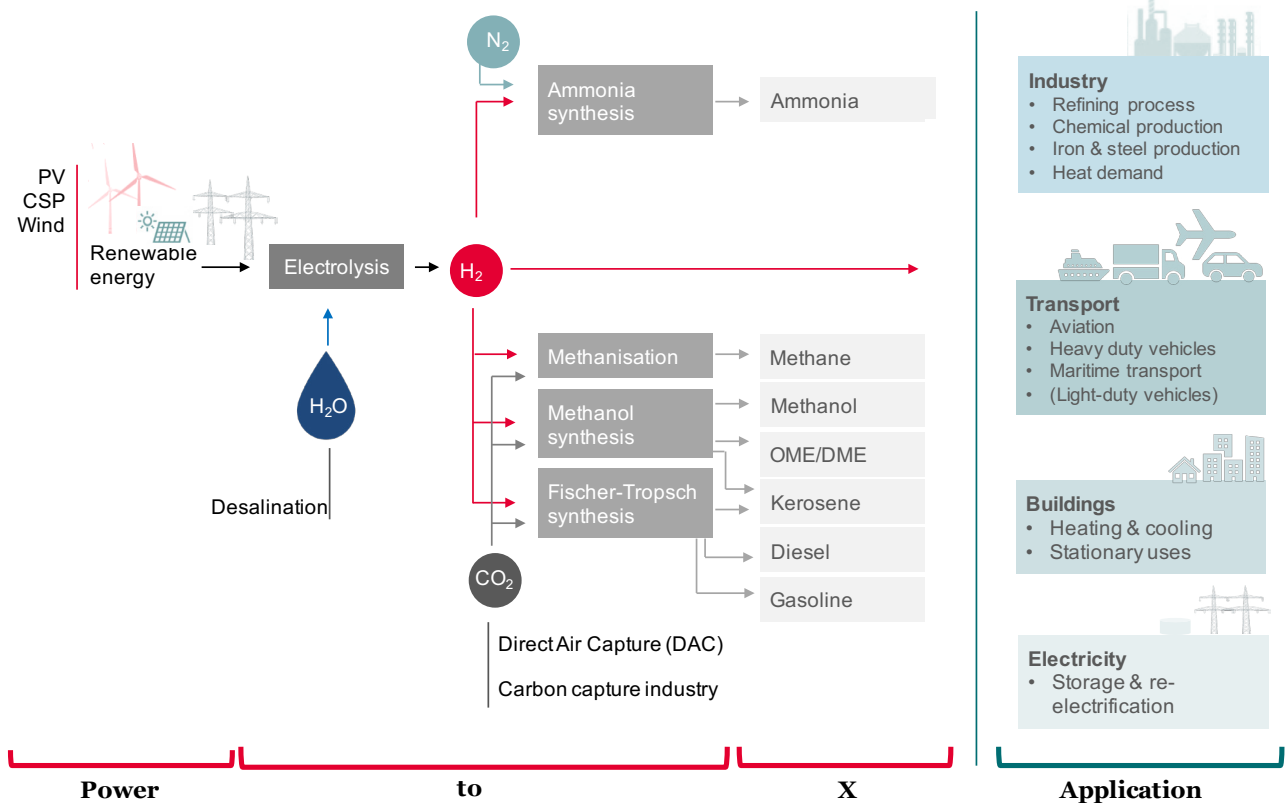 PV
CSP
Wind
Renewable
energy
Electrolysis
H₂O
Desalination
H₂
N₂
Ammonia
synthesis
Ammonia
Methanisation
Methane
Methanol
synthesis
Methanol
OME/DME
Fischer-Tropsch
synthesis
Kerosene
Diesel
Gasoline
CO₂
Direct Air Capture (DAC)
Carbon capture industry
Industry
• Refining process
• Chemical production
• Iron & steel production
• Heat demand
Transport
• Aviation
• Heavy duty vehicles
• Maritime transport
• (Light-duty vehicles)
Buildings
• Heating & cooling
• Stationary uses
Electricity
• Storage & re-
electrification
Power
to
X
Application